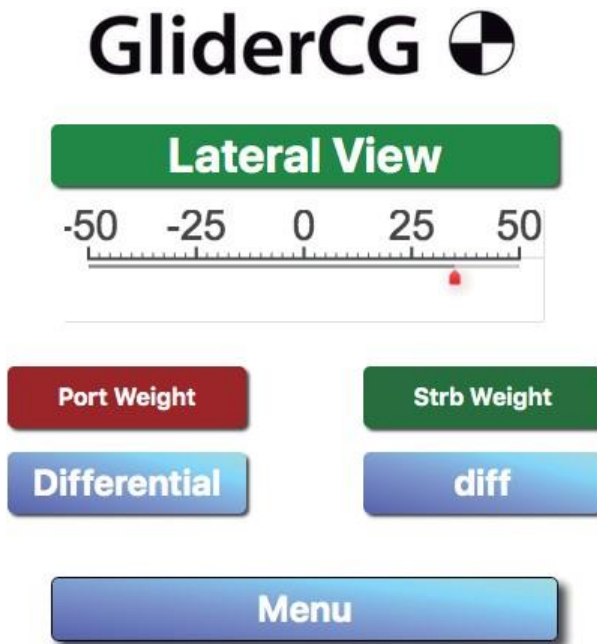 GliderCG
Lateral View
-50 -25 0 25 50
Port Weight Strb Weight
Differential diff
Menu